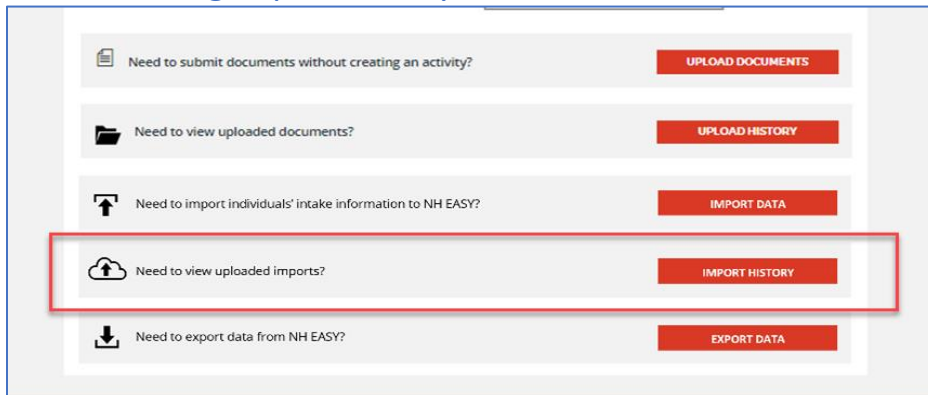 Need to submit documents without creating an activity?
UPLOAD DOCUMENTS
Need to view uploaded documents?
UPLOAD HISTORY
Need to import individuals' intake information to NH EASY?
IMPORT DATA
Need to view uploaded imports?
IMPORT HISTORY
Need to export data from NH EASY?
EXPORT DATA